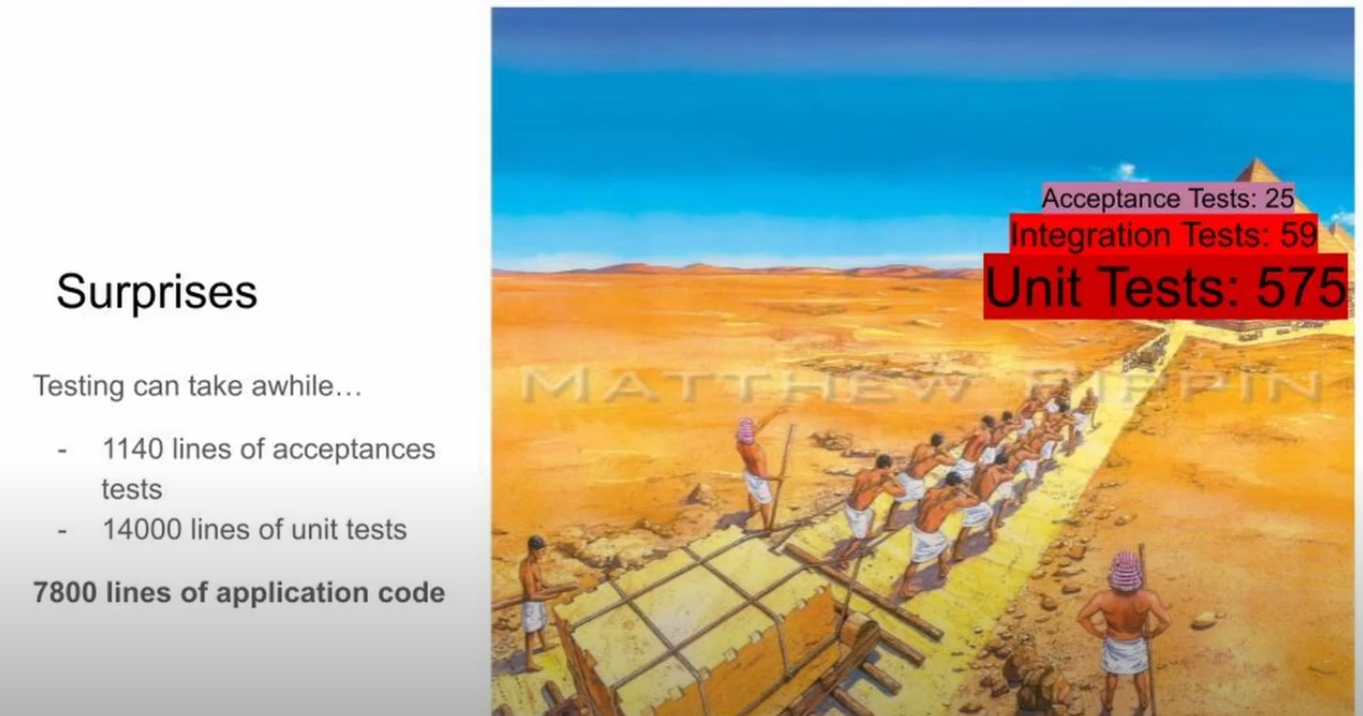 Surprises
Testing can take awhile…
- 1140 lines of acceptances
tests
- 14000 lines of unit tests
7800 lines of application code
Acceptance Tests: 25
Integration Tests: 59
Unit Tests: 575
MATTHEW PIPPIN